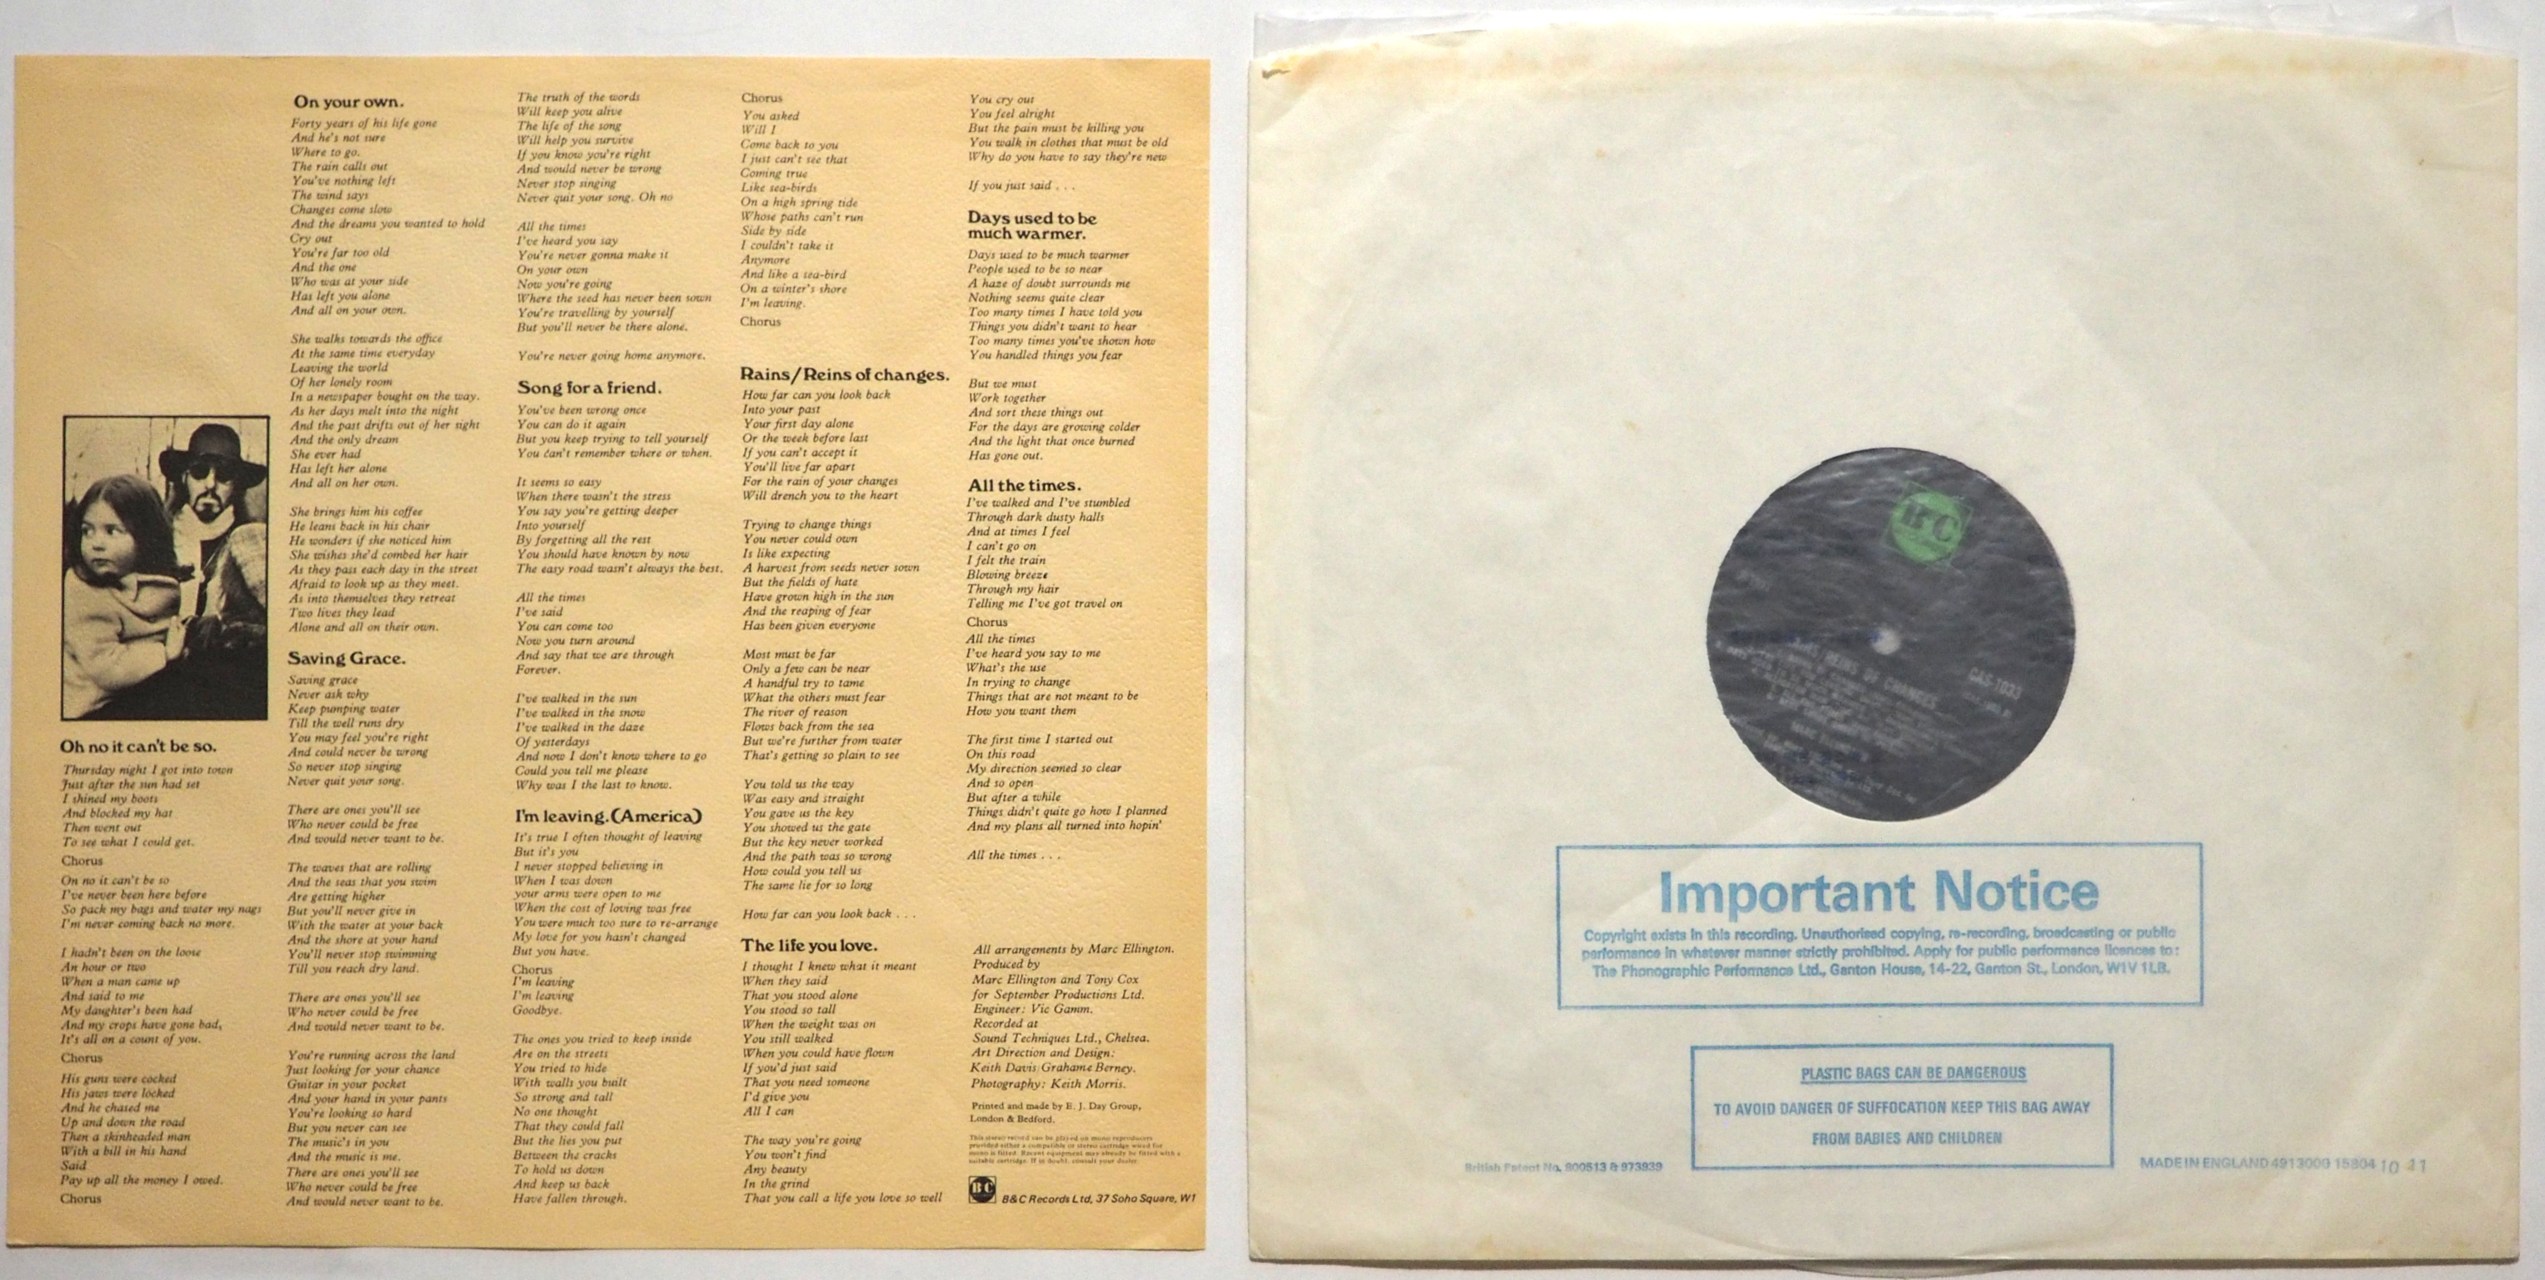 Oh no it can't be so.
Thursday night I got into town
Just after the sun had set
I shined my boots
And blocked my hat
Then went out
To see what I could get.
Chorus
On no it can't be so
I've never been here before
So pack my bags and water my nags
I'm never coming back no more.
I hadn't been on the loose
An hour or two
When a man came up
And said to me
My daughter's been had
And my crops have gone bad,
It's all on a count of you.
Chorus
His guns were cocked
His jaws were locked
And he chased me
Up and down the road
Then a skinheaded man
With a bill in his hand
Said
Pay up all the money I owed.
Chorus
On your own.
Forty years of his life gone
And he's not sure
Where to go.
The rain calls out
You've nothing left
The wind says
Changes come slow
And the dreams you wanted to hold
Cry out
You're far too old
And the one
Who was at your side
Has left you alone
And all on your own.
She walks towards the office
At the same time everyday
Leaving the world
Of her lonely room
In a newspaper bought on the way.
As her days melt into the night
And the past drifts out of her sight
And the only dream
She ever had
Has left her alone
And all on her own.
She brings him his coffee
He leans back in his chair
He wonders if she noticed him
She wishes she'd combed her hair
As they pass each day in the street
Afraid to look up as they meet.
As into themselves they retreat
Two lives they lead
Alone and all on their own.
Saving Grace.
Saving grace
Never ask why
Keep pumping water
Till the well runs dry
You may feel you're right
And could never be wrong
So never stop singing
Never quit your song.
There are ones you'll see
Who never could be free
And would never want to be.
The waves that are rolling
And the seas that you swim
Are getting higher
But you'll never give in
With the water at your back
And the shore at your hand
You'll never stop swimming
Till you reach dry land.
There are ones you'll see
Who never could be free
And would never want to be.
You're running across the land
Just looking for your chance
Guitar in your pocket
And your hand in your pants
You're looking so hard
But you never can see
The music's in you
And the music is me.
There are ones you'll see
Who never could be free
And would never want to be.
The truth of the words
Will keep you alive
The life of the song
Will help you survive
If you know you're right
And would never be wrong
Never stop singing
Never quit your song. Oh no
All the times
I've heard you say
You're never gonna make it
On your own
Now you're going
Where the seed has never been sown
You're travelling by yourself
But you'll never be there alone.
You're never going home anymore.
Song for a friend.
You've been wrong once
You can do it again
But you keep trying to tell yourself
You can't remember where or when.
It seems so easy
When there wasn't the stress
You say you're getting deeper
Into yourself
By forgetting all the rest
You should have known by now
The easy road wasn't always the best.
All the times
I've said
You can come too
Now you turn around
And say that we are through
Forever.
I've walked in the sun
I've walked in the snow
I've walked in the daze
Of yesterdays
And now I don't know where to go
Could you tell me please
Why was I the last to know.
I'm leaving.(America)
It's true I often thought of leaving
But it's you
I never stopped believing in
When I was down
your arms were open to me
When the cost of loving was free
You were much too sure to re-arrange
My love for you hasn't changed
But you have.
Chorus
I'm leaving
I'm leaving
Goodbye.
The ones you tried to keep inside
Are on the streets
You tried to hide
With walls you built
So strong and tall
No one thought
That they could fall
But the lies you put
Between the cracks
To hold us down
And keep us back
Have fallen through.
Chorus
You asked
Will I
Come back to you
I just can't see that
Coming true
Like sea-birds
On a high spring tide
Whose paths can't run
Side by side
I couldn't take it
Anymore
And like a sea-bird
On a winter's shore
I'm leaving.
Chorus
Rains/Reins of changes.
How far can you look back
Into your past
Your first day alone
Or the week before last
If you can't accept it
You'll live far apart
For the rain of your changes
Will drench you to the heart
Trying to change things
You never could own
Is like expecting
A harvest from seeds never sown
But the fields of hate
Have grown high in the sun
And the reaping of fear
Has been given everyone
Most must be far
Only a few can be near
A handful try to tame
What the others must fear
The river of reason
Flows back from the sea
But we're further from water
That's getting so plain to see
You told us the way
Was easy and straight
You gave us the key
You showed us the gate
But the key never worked
And the path was so wrong
How could you tell us
The same lie for so long
How far can you look back . . .
The life you love.
I thought I knew what it meant
When they said
That you stood alone
You stood so tall
When the weight was on
You still walked
When you could have flown
If you'd just said
That you need someone
I'd give you
All I can
The way you're going
You won't find
Any beauty
In the grind
That you call a life you love so well
You cry out
You feel alright
But the pain must be killing you
You walk in clothes that must be old
Why do you have to say they're new
If you just said . . .
Days used to be
much warmer.
Days used to be much warmer
People used to be so near
A haze of doubt surrounds me
Nothing seems quite clear
Too many times I have told you
Things you didn't want to hear
Too many times you've shown how
You handled things you fear
But we must
Work together
And sort these things out
For the days are growing colder
And the light that once burned
Has gone out.
All the times.
I've walked and I've stumbled
Through dark dusty halls
And at times I feel
I can't go on
I felt the train
Blowing breeze
Through my hair
Telling me I've got travel on
Chorus
All the times
I've heard you say to me
What's the use
In trying to change
Things that are not meant to be
How you want them
The first time I started out
On this road
My direction seemed so clear
And so open
But after a while
Things didn't quite go how I planned
And my plans all turned into hopin'
All the times . . .
All arrangements by Marc Ellington.
Produced by
Marc Ellington and Tony Cox
for September Productions Ltd.
Engineer: Vic Gamm.
Recorded at
Sound Techniques Ltd., Chelsea.
Art Direction and Design:
Keith Davis Grahame Berney.
Photography: Keith Morris.
Printed and made by E. J. Day Group,
London & Bedford.
This stereo record can be played on mono reproducers
provided either a compatible or stereo cartridge wired for
mono is fitted. Recent equipment may already be fitted with a
suitable cartridge. If in doubt, consult your dealer.
BC
B&C Records Ltd, 37 Soho Square, W1
B&C
REINS OF CHANGES
CAS-1033
Important Notice
Copyright exists in this recording. Unauthorised copying, re-recording, broadcasting or public
performance in whatever manner strictly prohibited. Apply for public performance licences to:
The Phonographic Performance Ltd., Ganton House, 14-22, Ganton St., London, W1V 1LB.
PLASTIC BAGS CAN BE DANGEROUS
TO AVOID DANGER OF SUFFOCATION KEEP THIS BAG AWAY
FROM BABIES AND CHILDREN
British Patent No. 800513 & 973939
MADE IN ENGLAND 4913000 15804 10 21